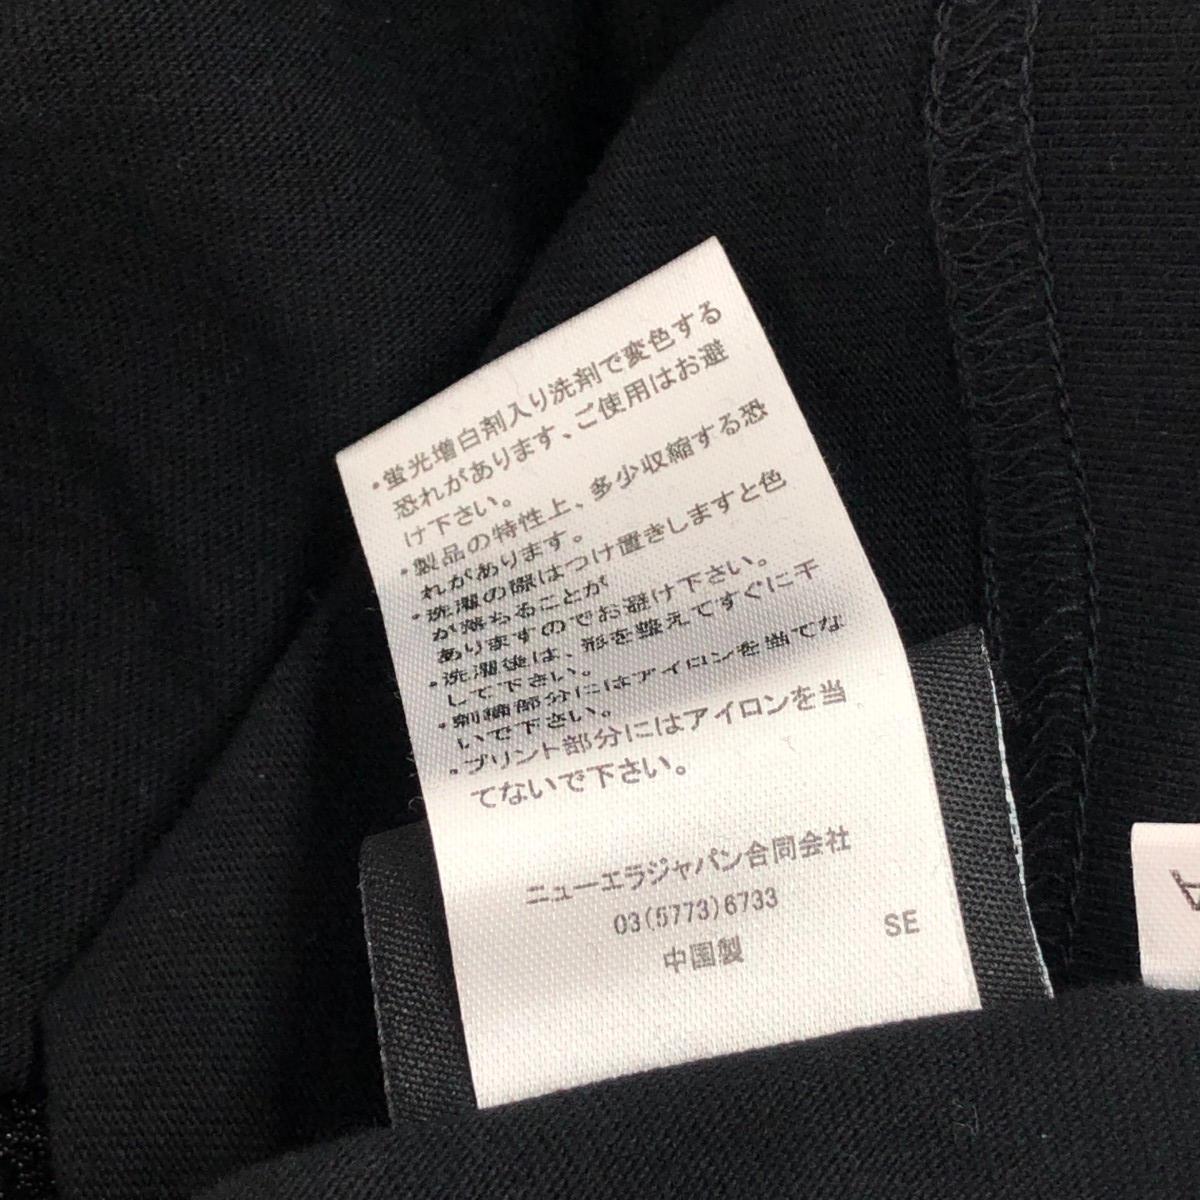 ・蛍光増白剤入り洗剤で変色する
恐れがあります、ご使用はお避
け下さい。
・製品の特性上、多少収縮する恐
れがあります。
・洗濯の際はつけ置きしますと色
が落ちることが
ありますのでお避け下さい。
・洗濯後は、形を整えてすぐに干
して下さい。
・刺繍部分にはアイロンを当てな
いで下さい。
・プリント部分にはアイロンを当
てないで下さい。
ニューエラジャパン合同会社
03(5773)6733
中国製
SE